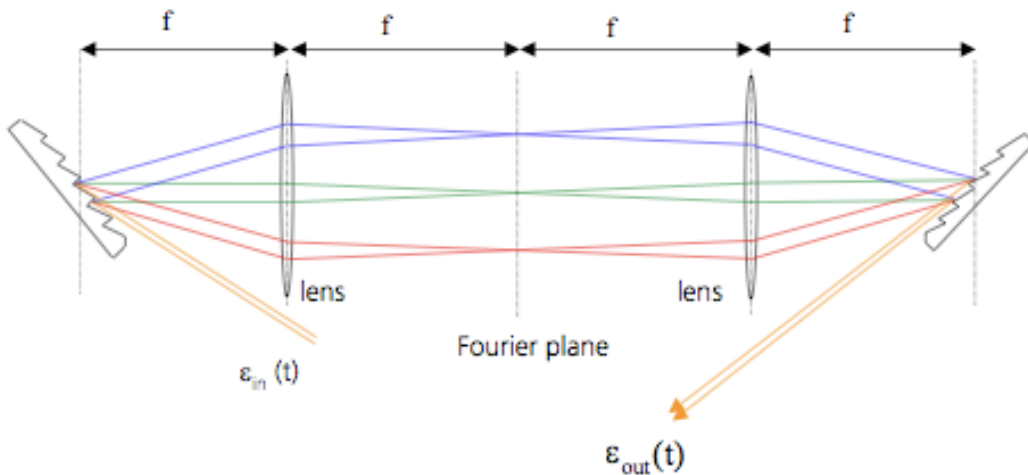 f f f f
lens lens
Fourier plane
εin (t)
εout(t)